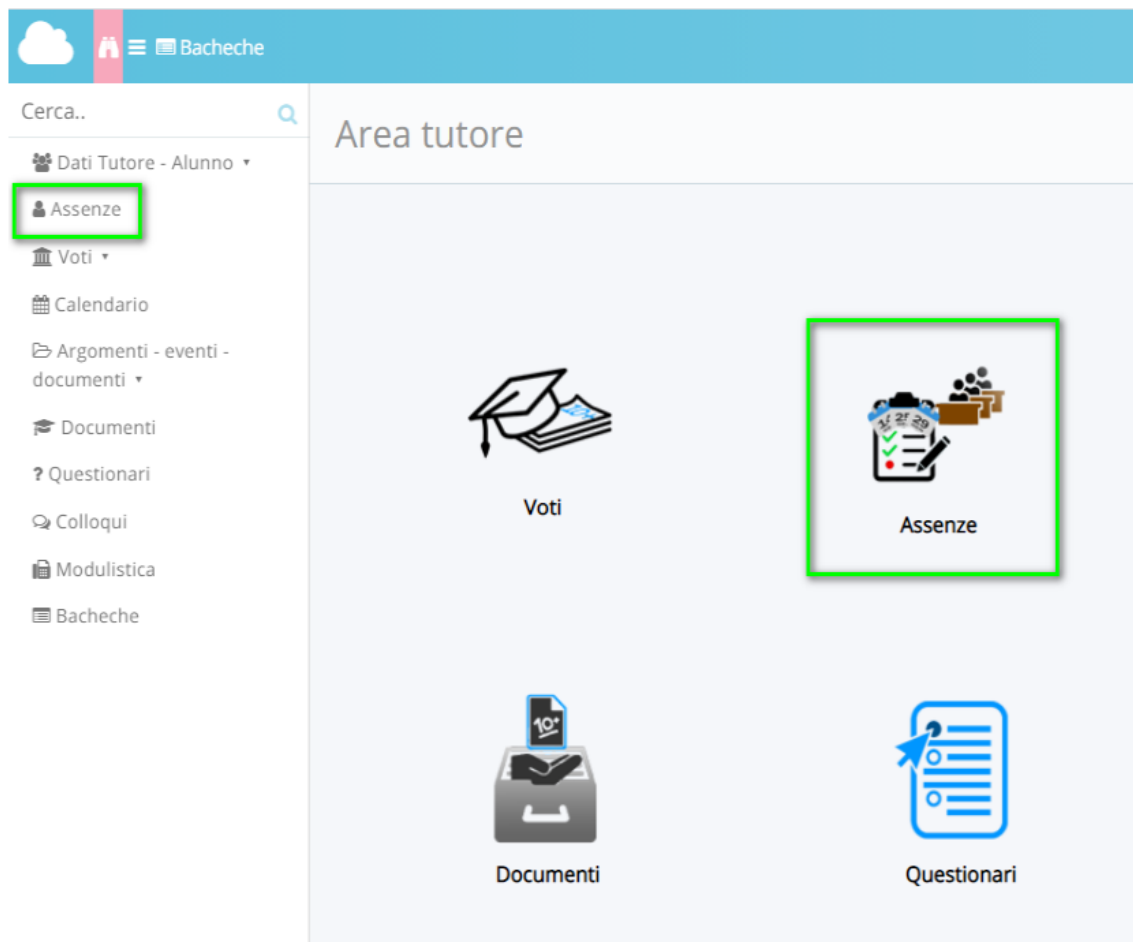 Bacheche
Cerca..
Area tutore
Dati Tutore - Alunno
Assenze
Voti
Calendario
Argomenti - eventi -
documenti
Documenti
? Questionari
Colloqui
Modulistica
Bacheche
Voti
Assenze
10+
Documenti
Questionari